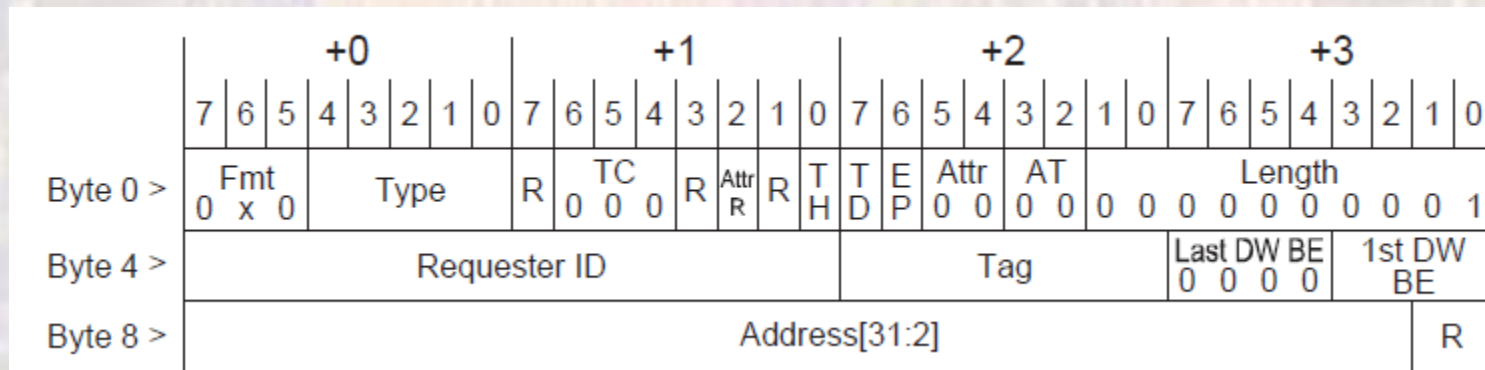 +0 +1 +2 +3
7 6 5 4 3 2 1 0 7 6 5 4 3 2 1 0 7 6 5 4 3 2 1 0 7 6 5 4 3 2 1 0
Byte 0 > Fmt Type R TC R Attr R T T E Attr AT Length
0 x 0 0 0 0 R H D P 0 0 0 0 0 0 0 0 0 0 0 0 0 1
Byte 4 > Requester ID Tag Last DW BE 1st DW
0 0 0 0 BE
Byte 8 > Address[31:2] R